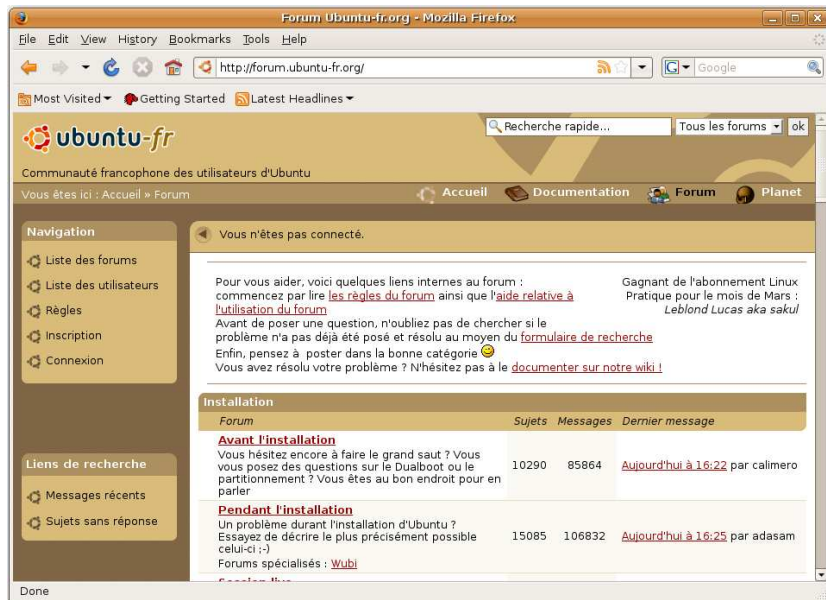 Forum Ubuntu-fr.org - Mozilla Firefox
File Edit View History Bookmarks Tools Help
http://forum.ubuntu-fr.org/
G Google
Most Visited Getting Started Latest Headlines
ubuntu-fr
Recherche rapide... Tous les forums ok
Communauté francophone des utilisateurs d'Ubuntu
Vous êtes ici : Accueil » Forum
Accueil Documentation Forum Planet
Navigation
Liste des forums
Liste des utilisateurs
Règles
Inscription
Connexion
Liens de recherche
Messages récents
Sujets sans réponse
Vous n'êtes pas connecté.
Pour vous aider, voici quelques liens internes au forum :
commencez par lire les règles du forum ainsi que l'aide relative à
l'utilisation du forum
Avant de poser une question, n'oubliez pas de chercher si le
problème n'a pas déjà été posé et résolu au moyen du formulaire de recherche
Enfin, pensez à poster dans la bonne catégorie
Vous avez résolu votre problème ? N'hésitez pas à le documenter sur notre wiki !
Gagnant de l'abonnement Linux
Pratique pour le mois de Mars :
Leblond Lucas aka sakul
Installation
Forum Sujets Messages Dernier message
Avant l'installation
Vous hésitez encore à faire le grand saut ? Vous
vous posez des questions sur le Dualboot ou le
partitionnement ? Vous êtes au bon endroit pour en
parler
10290 85864 Aujourd'hui à 16:22 par calimero
Pendant l'installation
Un problème durant l'installation d'Ubuntu ?
Essayez de décrire le plus précisément possible
celui-ci ;-)
Forums spécialisés : Wubi
15085 106832 Aujourd'hui à 16:25 par adasam
Done